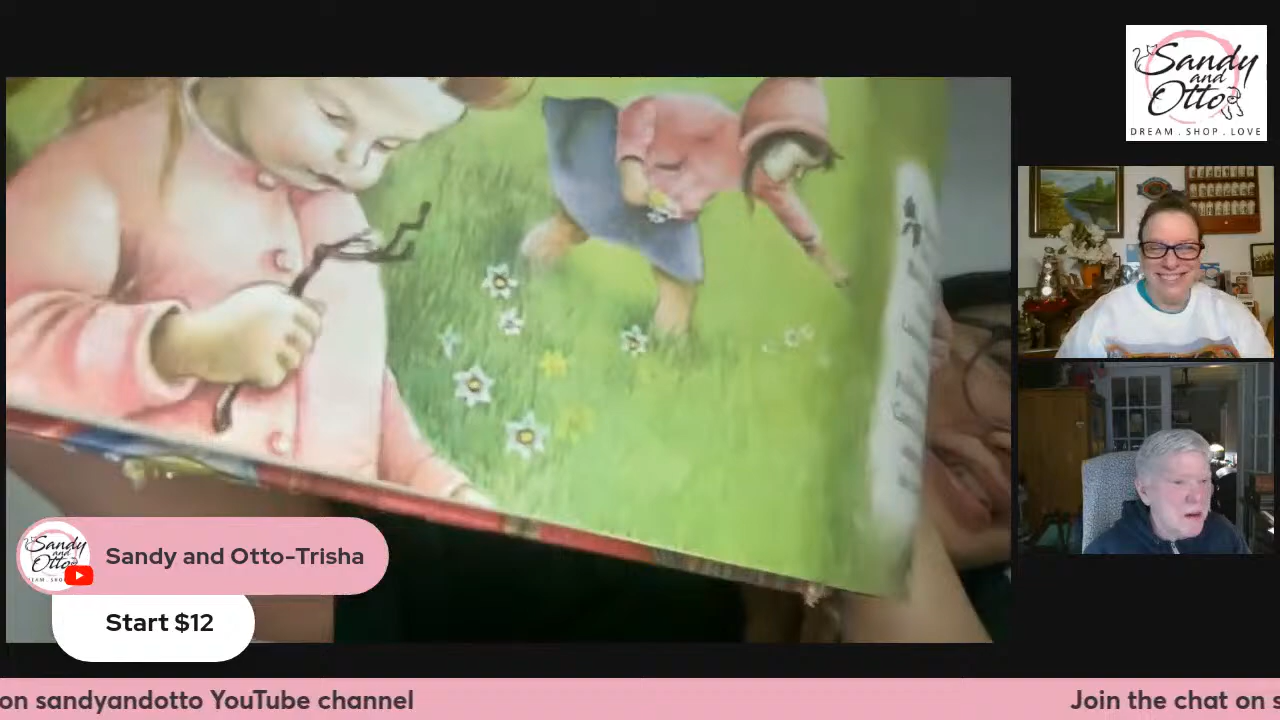 Sandy
and
Otto
DREAM . SHOP . LOVE
Sandy and Otto-Trisha
Start $12
on sandyandotto YouTube channel
Join the chat on s